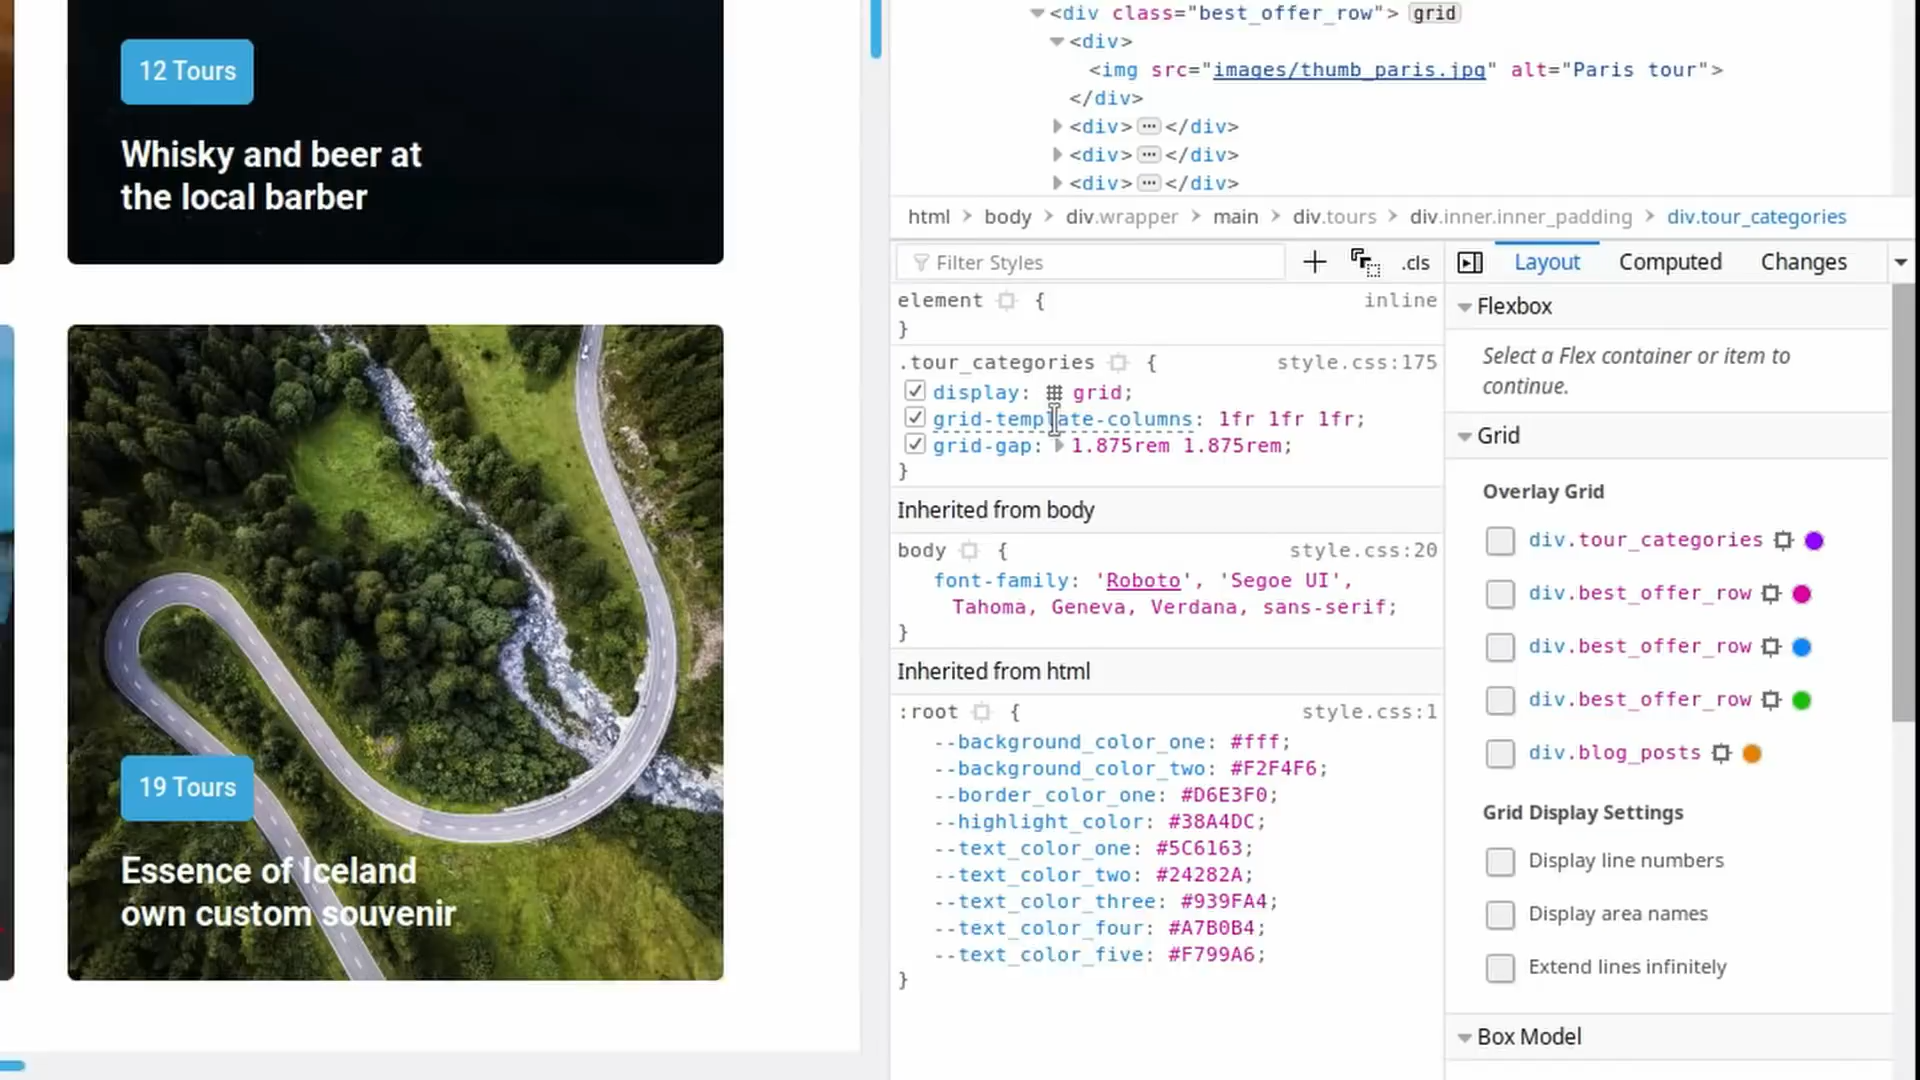 12 Tours
Whisky and beer at
the local barber
19 Tours
Essence of Iceland
own custom souvenir
<div class="best_offer_row"> grid
<div>
<img src="images/thumb_paris.jpg" alt="Paris tour">
</div>
<div> ··· </div>
<div> ··· </div>
<div> ··· </div>
html > body > div.wrapper > main > div.tours > div.inner.inner_padding > div.tour_categories
Filter Styles + .cls
element { inline
}
.tour_categories { style.css:175
display: grid;
grid-template-columns: 1fr 1fr 1fr;
grid-gap: 1.875rem 1.875rem;
}
Inherited from body
body { style.css:20
font-family: 'Roboto', 'Segoe UI',
Tahoma, Geneva, Verdana, sans-serif;
}
Inherited from html
:root { style.css:1
--background_color_one: #fff;
--background_color_two: #F2F4F6;
--border_color_one: #D6E3F0;
--highlight_color: #38A4DC;
--text_color_one: #5C6163;
--text_color_two: #24282A;
--text_color_three: #939FA4;
--text_color_four: #A7B0B4;
--text_color_five: #F799A6;
}
Layout Computed Changes
Flexbox
Select a Flex container or item to
continue.
Grid
Overlay Grid
div.tour_categories
div.best_offer_row
div.best_offer_row
div.best_offer_row
div.blog_posts
Grid Display Settings
Display line numbers
Display area names
Extend lines infinitely
Box Model